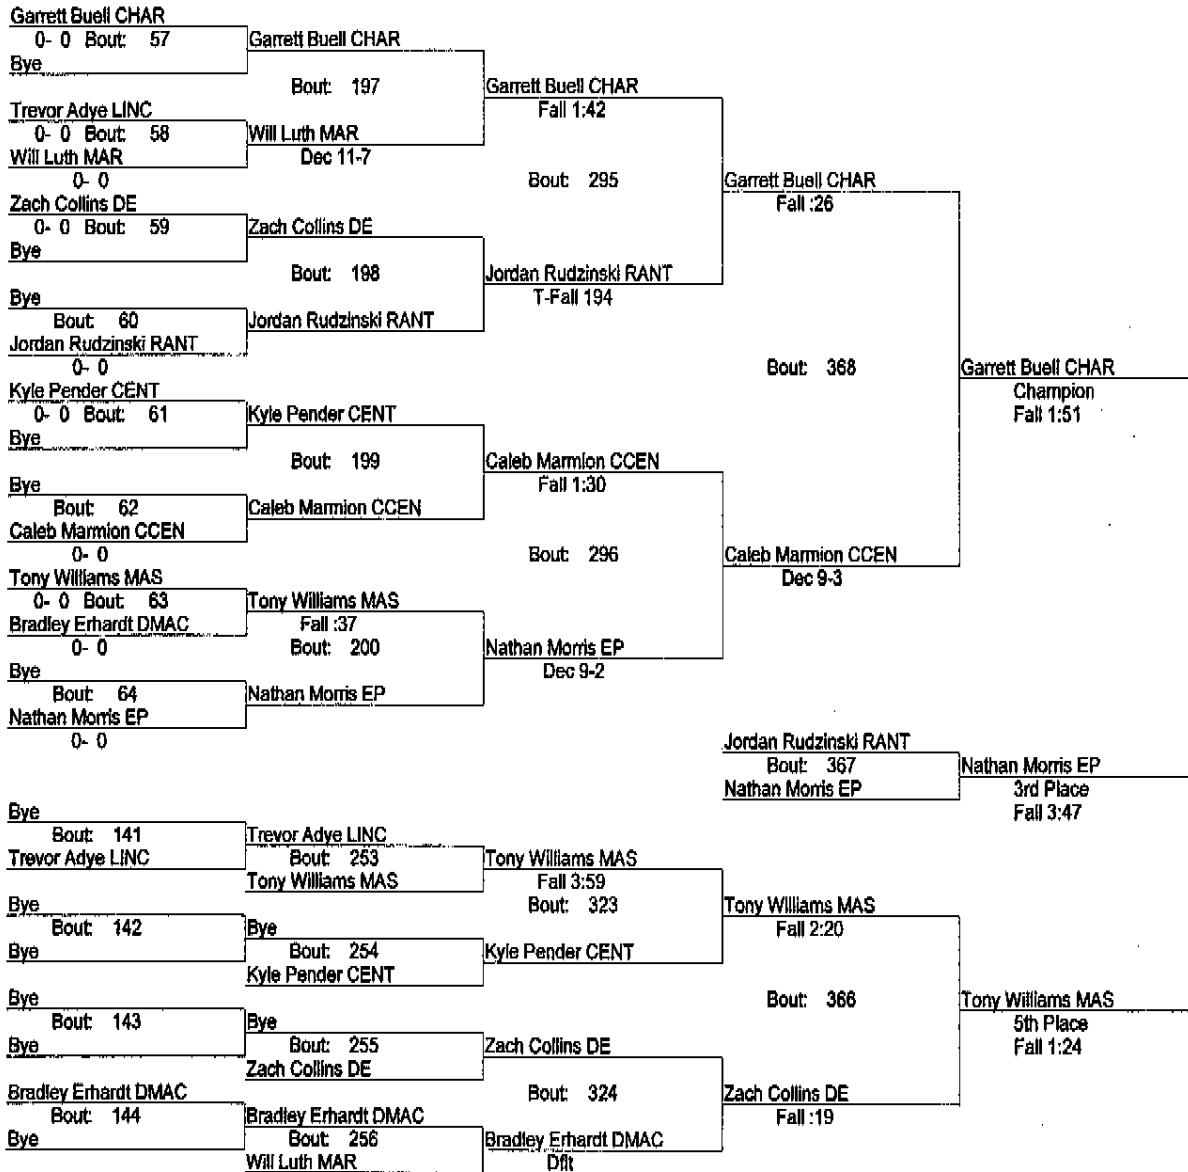 Garrett Buell CHAR
0- 0 Bout: 57
Garrett Buell CHAR
Bye
Bout: 197
Garrett Buell CHAR
Fall 1:42
Trevor Adye LINC
0- 0 Bout: 58
Will Luth MAR
Dec 11-7
Will Luth MAR
0- 0
Bout: 295
Garrett Buell CHAR
Fall :26
Zach Collins DE
0- 0 Bout: 59
Zach Collins DE
Bye
Bout: 198
Jordan Rudzinski RANT
T-Fall 194
Bye
Bout: 60
Jordan Rudzinski RANT
Jordan Rudzinski RANT
0- 0
Bout: 368
Garrett Buell CHAR
Champion
Fall 1:51
Kyle Pender CENT
0- 0 Bout: 61
Kyle Pender CENT
Bye
Bout: 199
Caleb Marmion CCEN
Fall 1:30
Bye
Bout: 62
Caleb Marmion CCEN
Caleb Marmion CCEN
0- 0
Bout: 296
Caleb Marmion CCEN
Dec 9-3
Tony Williams MAS
0- 0 Bout: 63
Tony Williams MAS
Fall :37
Bradley Erhardt DMAC
0- 0
Bout: 200
Nathan Morris EP
Dec 9-2
Bye
Bout: 64
Nathan Morris EP
Nathan Morris EP
0- 0
Jordan Rudzinski RANT
Bout: 367
Nathan Morris EP
Nathan Morris EP
3rd Place
Fall 3:47
Bye
Bout: 141
Trevor Adye LINC
Trevor Adye LINC
Bout: 253
Tony Williams MAS
Tony Williams MAS
Fall 3:59
Bout: 323
Tony Williams MAS
Fall 2:20
Bye
Bout: 142
Bye
Bye
Bout: 254
Kyle Pender CENT
Kyle Pender CENT
Bout: 366
Tony Williams MAS
5th Place
Fall 1:24
Bye
Bout: 143
Bye
Bye
Bout: 255
Zach Collins DE
Zach Collins DE
Bout: 324
Zach Collins DE
Fall :19
Bradley Erhardt DMAC
Bout: 144
Bye
Bradley Erhardt DMAC
Bout: 256
Will Luth MAR
Bradley Erhardt DMAC
Dflt